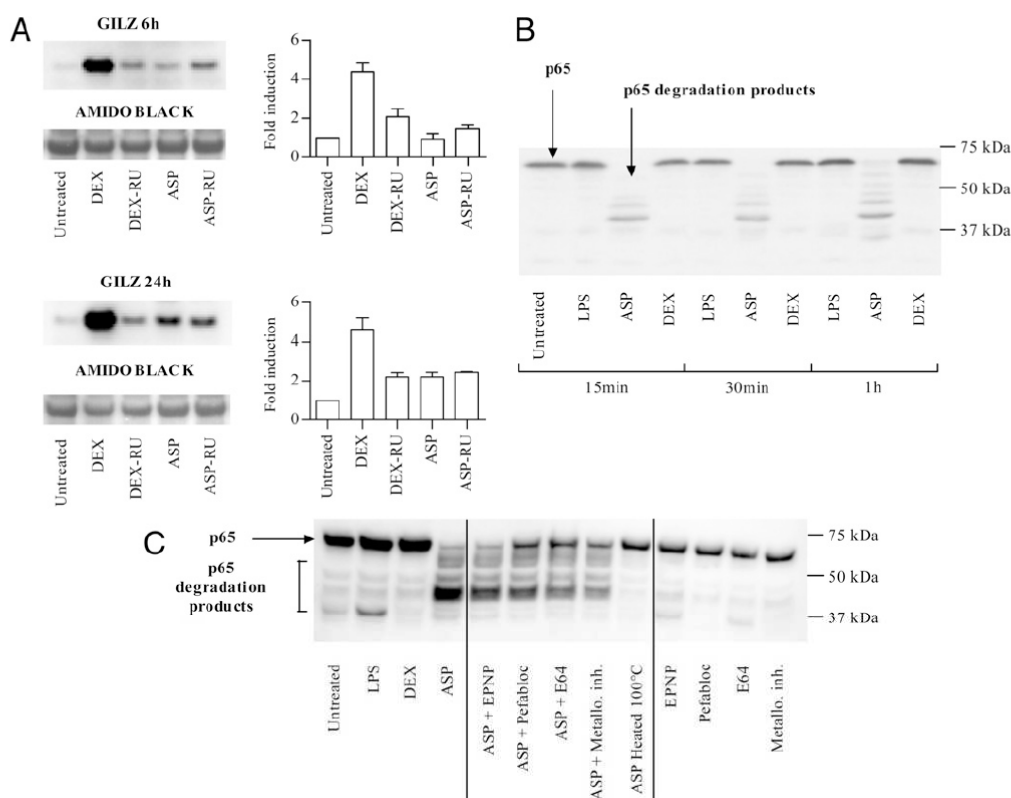 A
GILZ 6h
AMIDO BLACK
Untreated
DEX
DEX-RU
ASP
ASP-RU
Fold induction
6
4
2
0
Untreated
DEX
DEX-RU
ASP
ASP-RU
GILZ 24h
AMIDO BLACK
Untreated
DEX
DEX-RU
ASP
ASP-RU
Fold induction
6
4
2
0
Untreated
DEX
DEX-RU
ASP
ASP-RU
B
p65
p65 degradation products
75 kDa
50 kDa
37 kDa
Untreated
LPS
ASP
DEX
LPS
ASP
DEX
LPS
ASP
DEX
15min
30min
1h
C
p65
p65
degradation
products
75 kDa
50 kDa
37 kDa
Untreated
LPS
DEX
ASP
ASP + EPNP
ASP + Pefabloc
ASP + E64
ASP + Metallo. inh.
ASP Heated 100°C
EPNP
Pefabloc
E64
Metallo. inh.